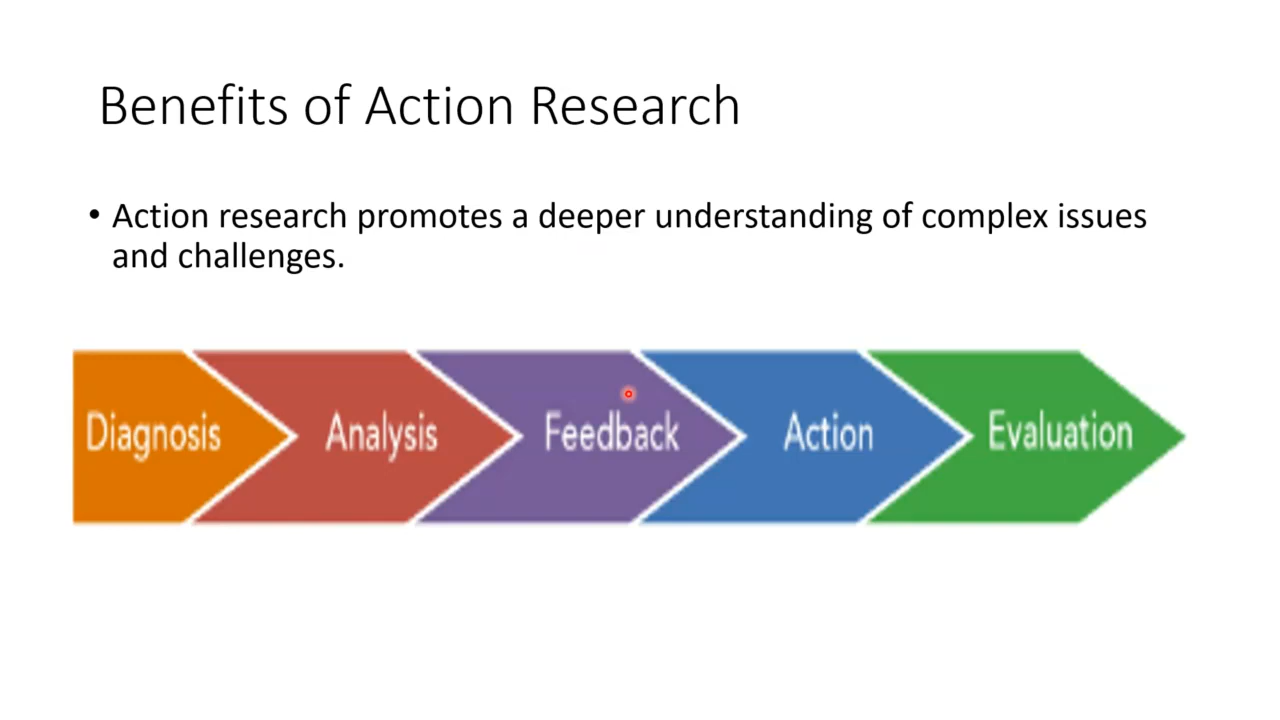 Benefits of Action Research
• Action research promotes a deeper understanding of complex issues
and challenges.
Diagnosis
Analysis
Feedback
Action
Evaluation